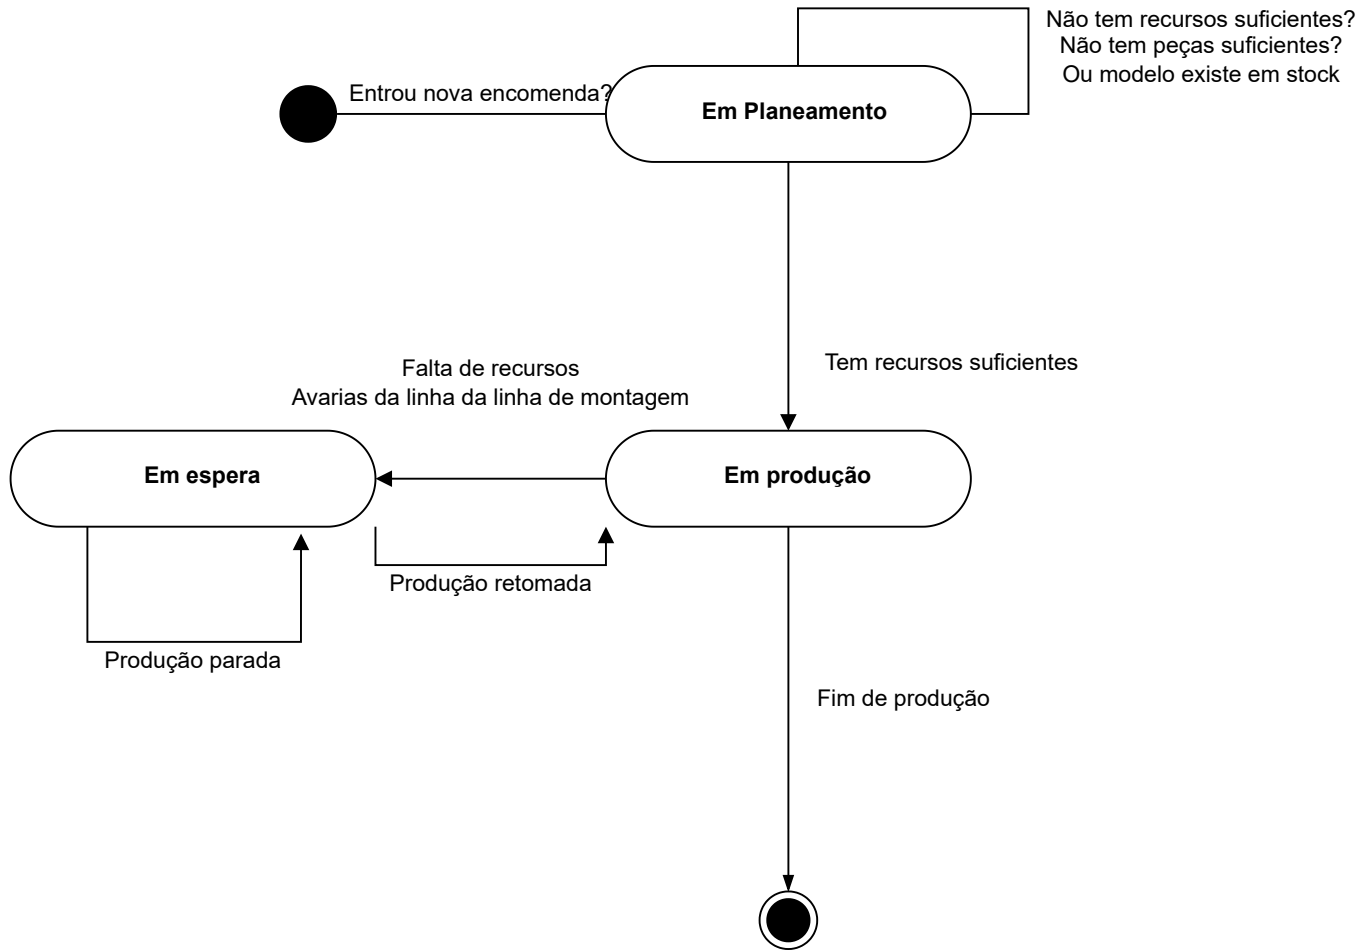 Não tem recursos suficientes?
Não tem peças suficientes?
Ou modelo existe em stock
Entrou nova encomenda?
Em Planeamento
Tem recursos suficientes
Falta de recursos
Avarias da linha da linha de montagem
Em espera
Em produção
Produção retomada
Produção parada
Fim de produção